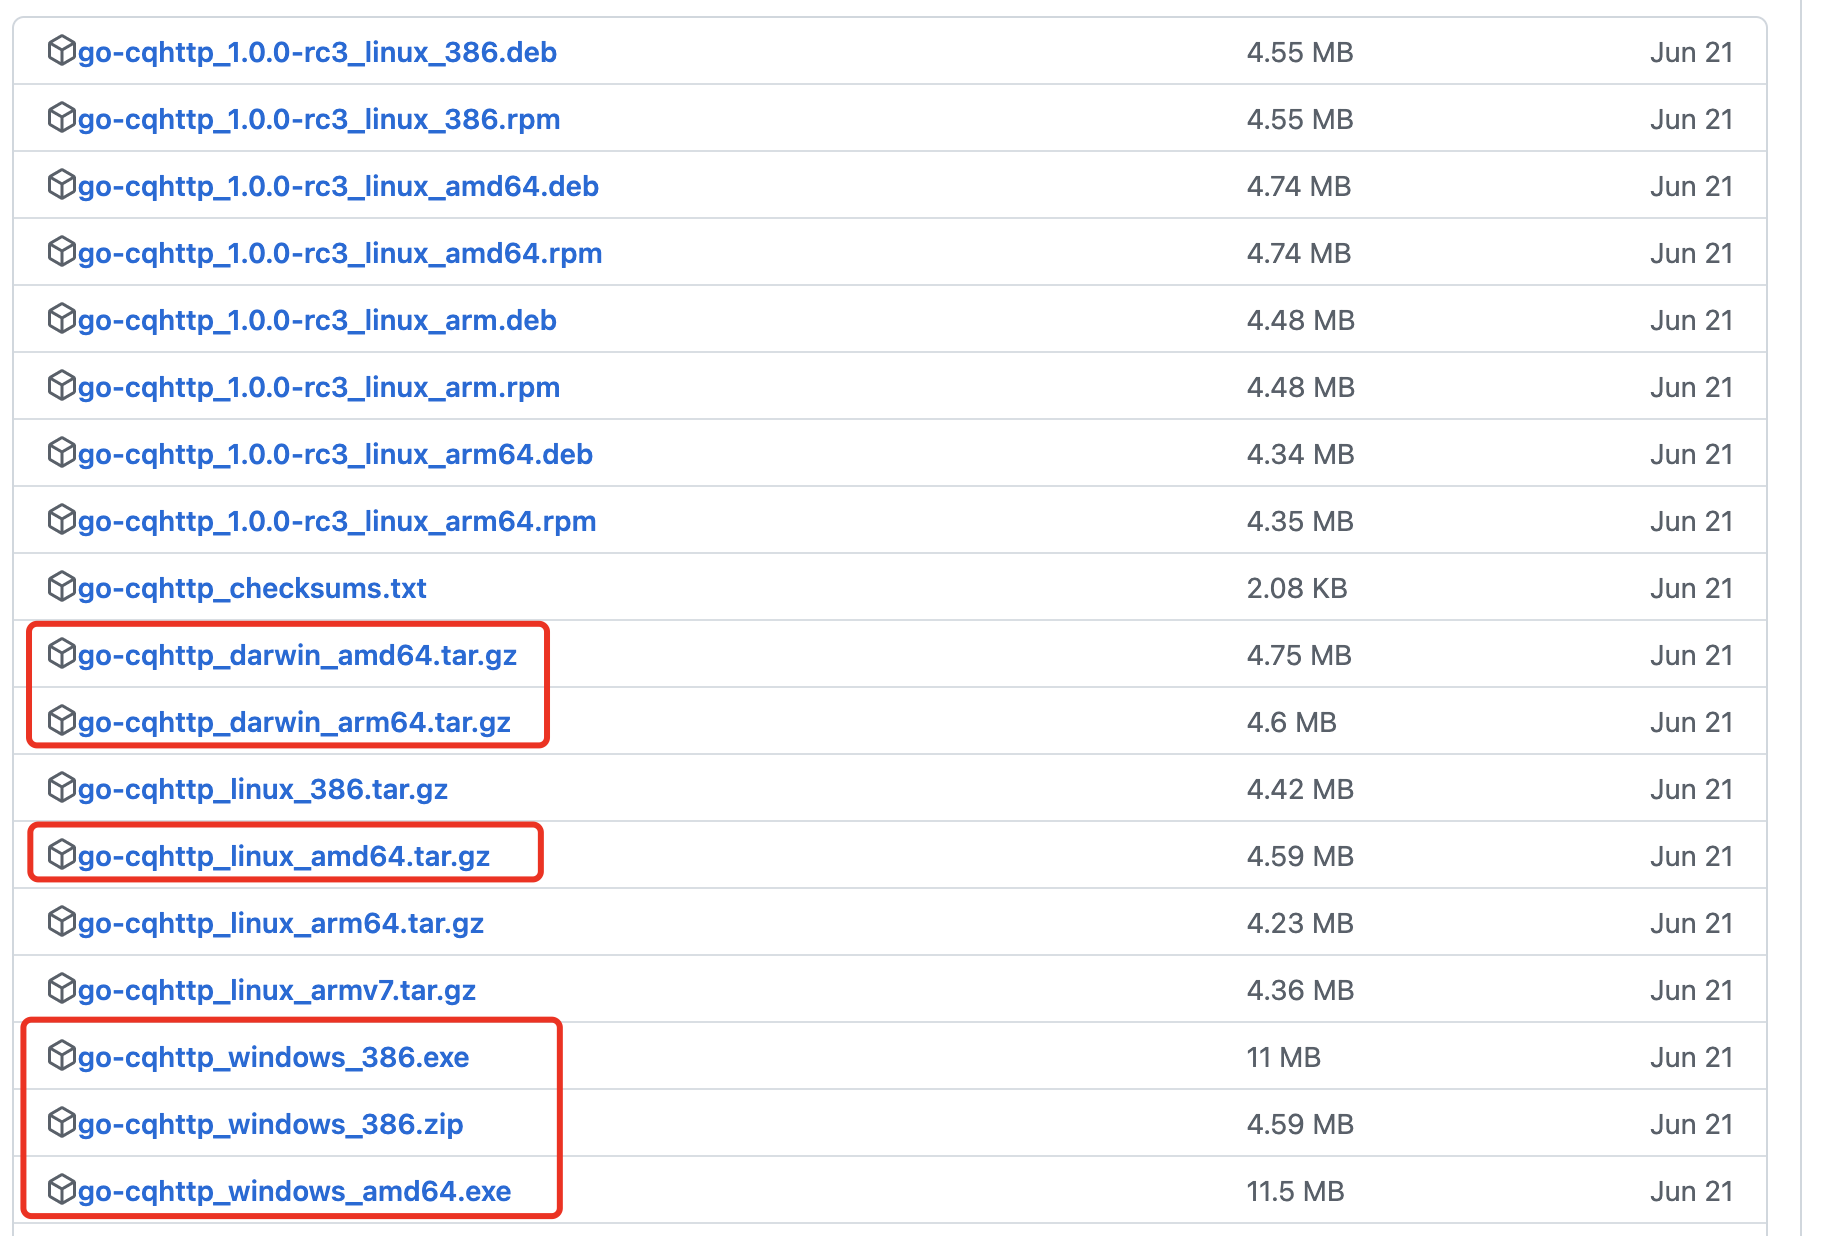 go-cqhttp_1.0.0-rc3_linux_386.deb 4.55 MB Jun 21
go-cqhttp_1.0.0-rc3_linux_386.rpm 4.55 MB Jun 21
go-cqhttp_1.0.0-rc3_linux_amd64.deb 4.74 MB Jun 21
go-cqhttp_1.0.0-rc3_linux_amd64.rpm 4.74 MB Jun 21
go-cqhttp_1.0.0-rc3_linux_arm.deb 4.48 MB Jun 21
go-cqhttp_1.0.0-rc3_linux_arm.rpm 4.48 MB Jun 21
go-cqhttp_1.0.0-rc3_linux_arm64.deb 4.34 MB Jun 21
go-cqhttp_1.0.0-rc3_linux_arm64.rpm 4.35 MB Jun 21
go-cqhttp_checksums.txt 2.08 KB Jun 21
go-cqhttp_darwin_amd64.tar.gz 4.75 MB Jun 21
go-cqhttp_darwin_arm64.tar.gz 4.6 MB Jun 21
go-cqhttp_linux_386.tar.gz 4.42 MB Jun 21
go-cqhttp_linux_amd64.tar.gz 4.59 MB Jun 21
go-cqhttp_linux_arm64.tar.gz 4.23 MB Jun 21
go-cqhttp_linux_armv7.tar.gz 4.36 MB Jun 21
go-cqhttp_windows_386.exe 11 MB Jun 21
go-cqhttp_windows_386.zip 4.59 MB Jun 21
go-cqhttp_windows_amd64.exe 11.5 MB Jun 21